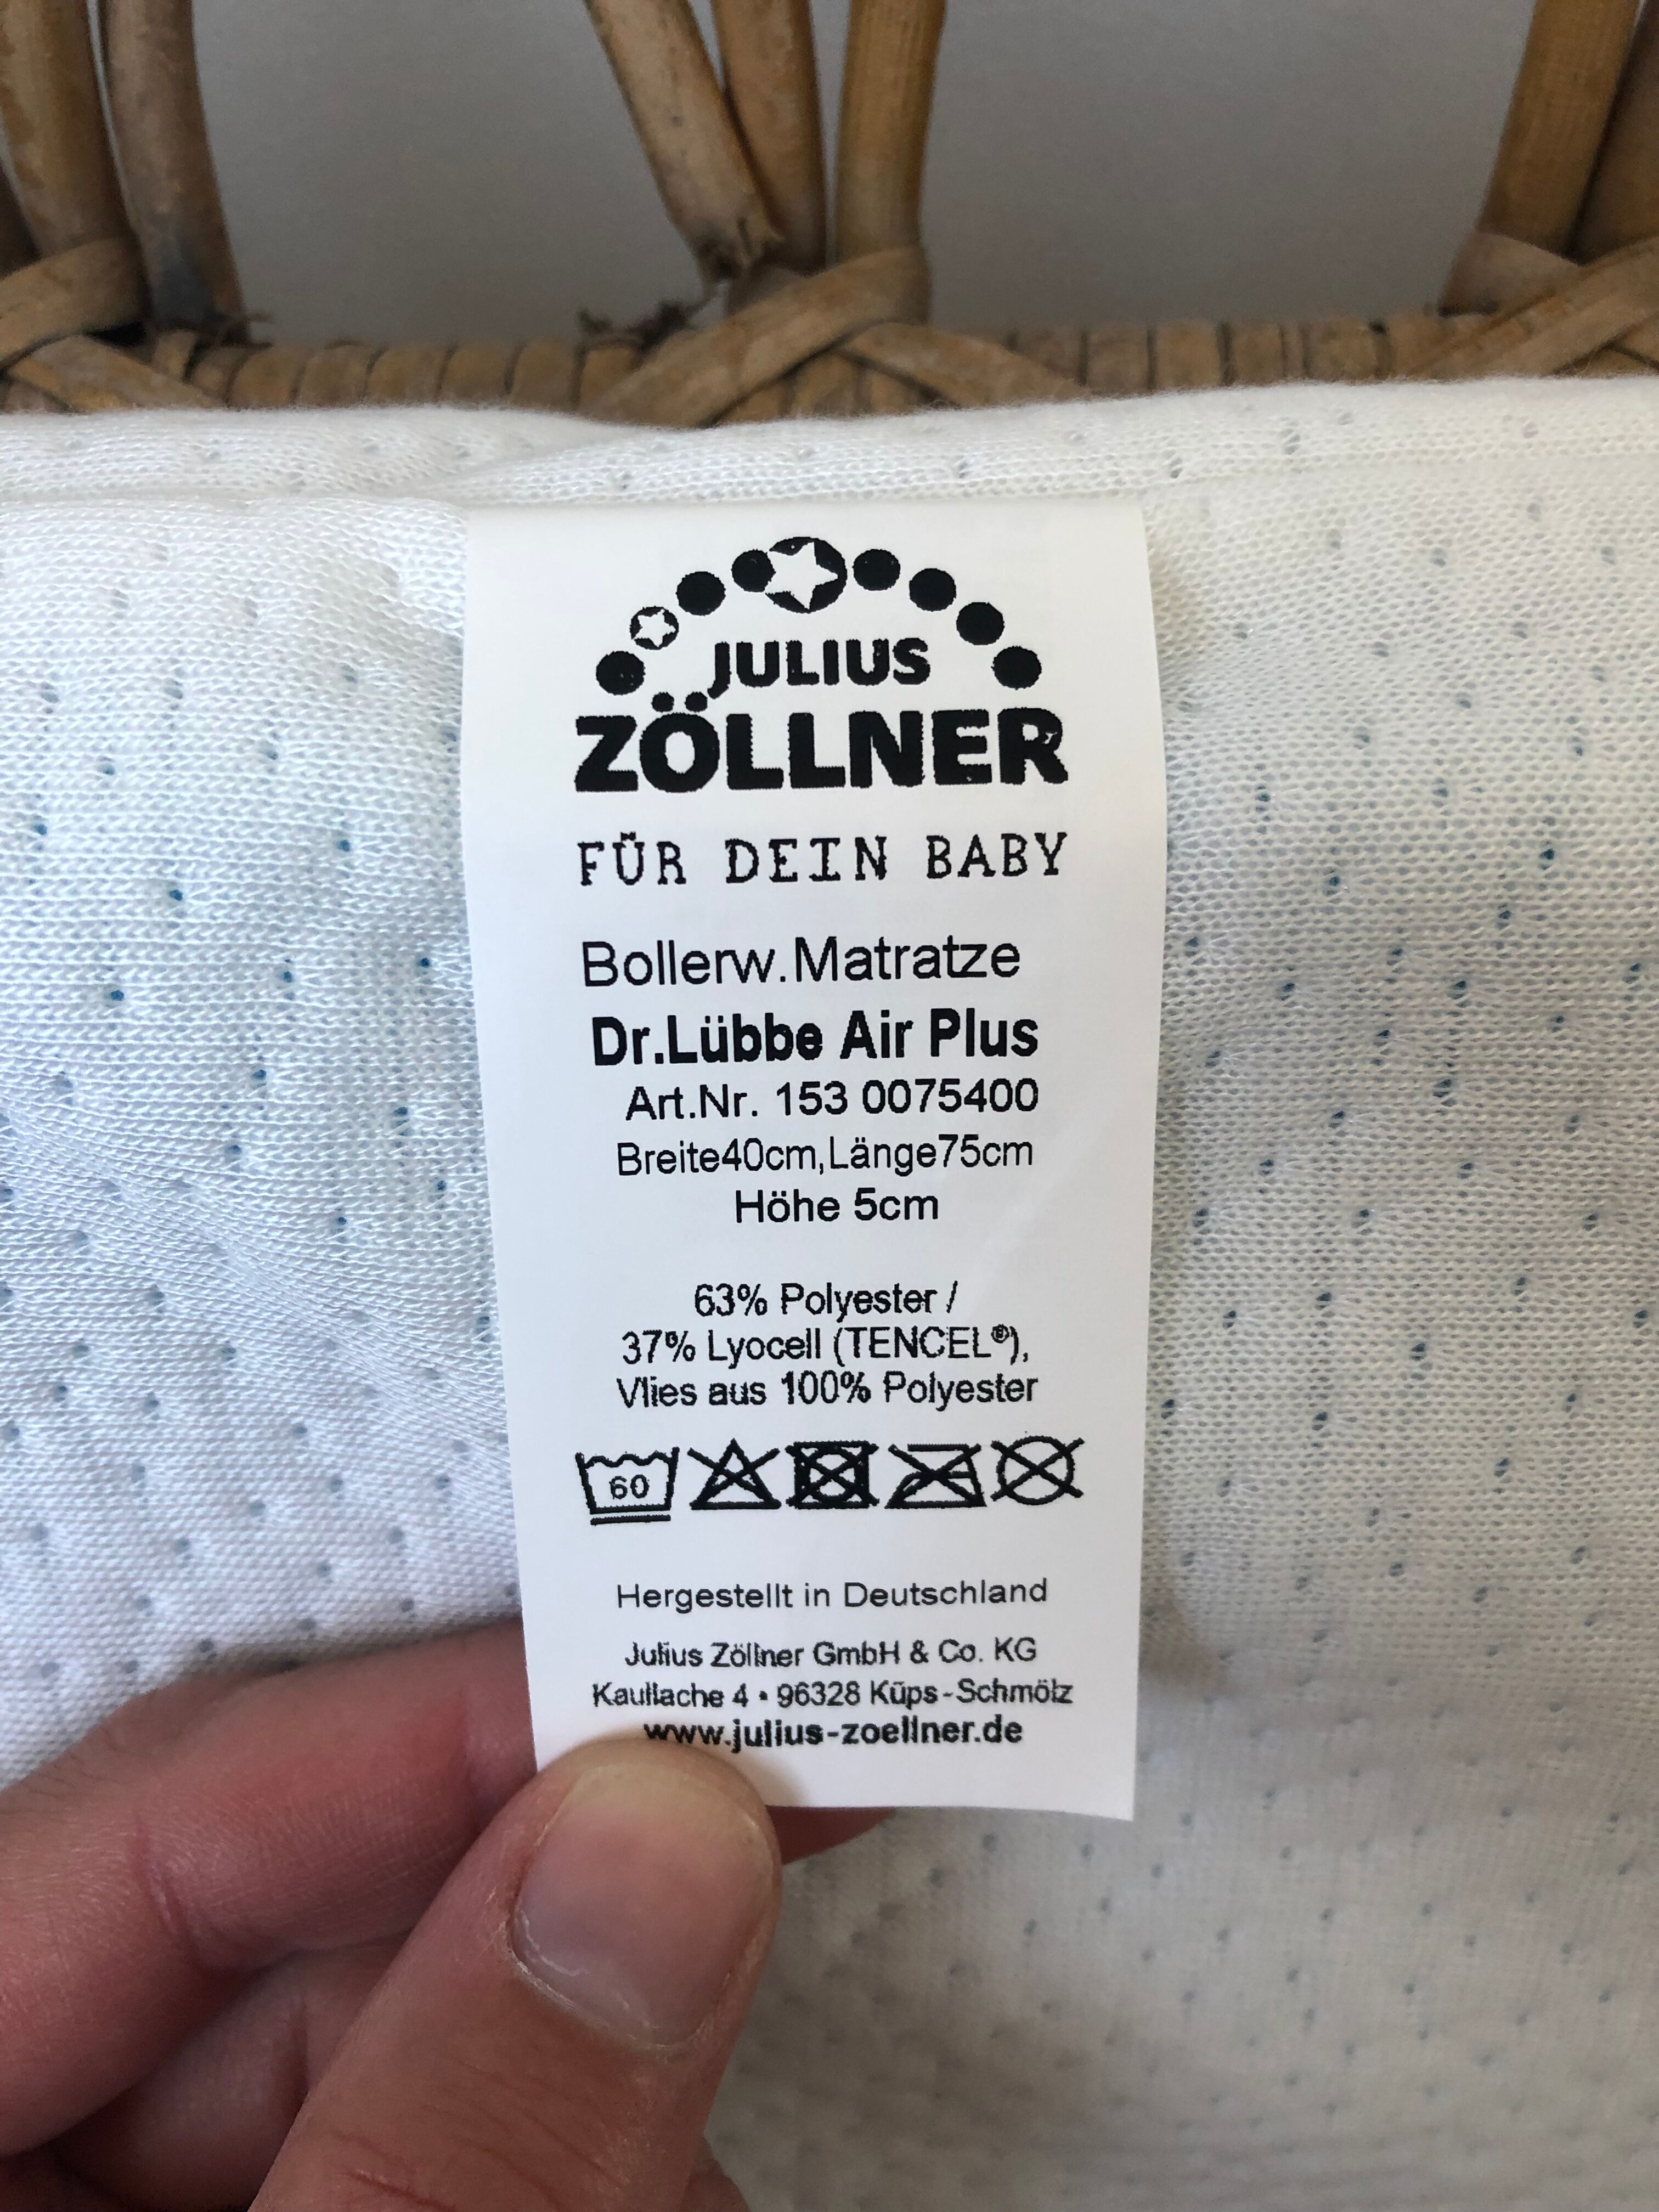 JULIUS
ZÖLLNER
FÜR DEIN BABY
Bollerw.Matratze
Dr.Lübbe Air Plus
Art.Nr. 153 0075400
Breite40cm,Länge75cm
Höhe 5cm
63% Polyester /
37% Lyocell (TENCEL®),
Vlies aus 100% Polyester
60
Hergestellt in Deutschland
Julius Zöllner GmbH & Co. KG
Kaullache 4 • 96328 Küps-Schmölz
www.julius-zoellner.de